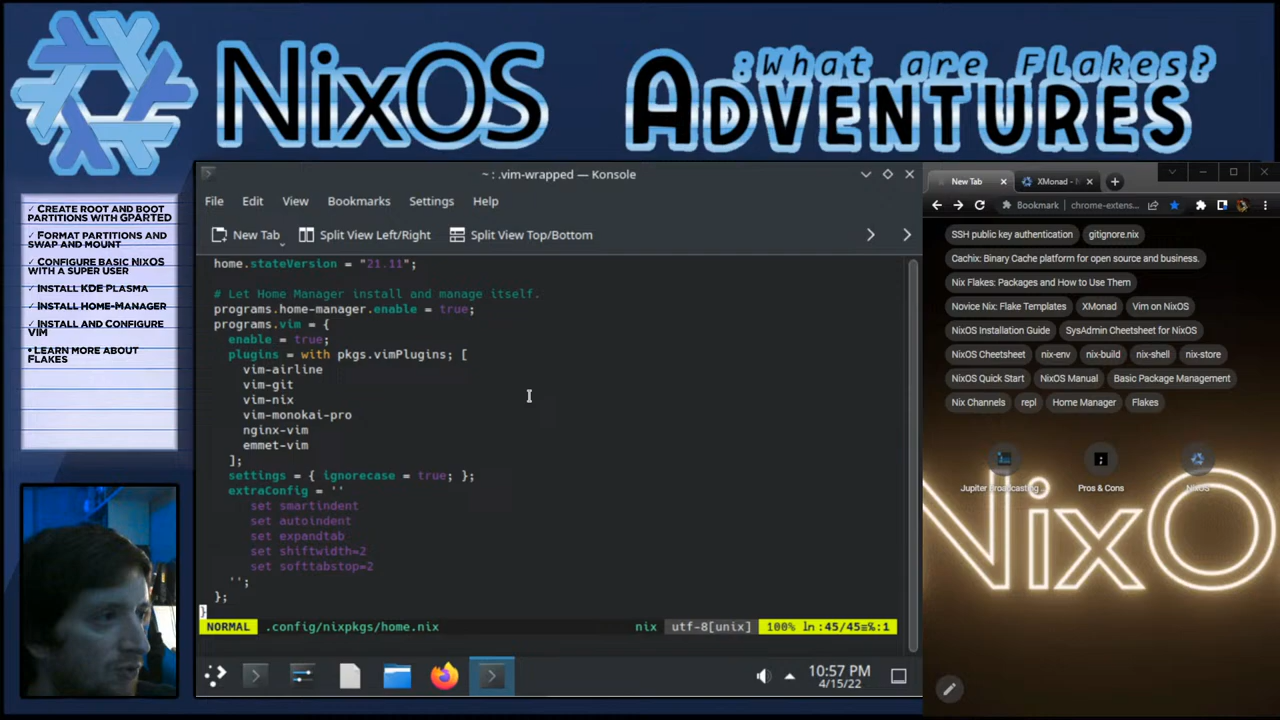 NixOS
:What are Flakes?
ADVENTURES
✓ CREATE ROOT AND BOOT
PARTITIONS WITH GPARTED
✓ FORMAT PARTITIONS AND
SWAP AND MOUNT
✓ CONFIGURE BASIC NIXOS
WITH A SUPER USER
✓ INSTALL KDE PLASMA
✓ INSTALL HOME-MANAGER
✓ INSTALL AND CONFIGURE
VIM
• LEARN MORE ABOUT
FLAKES
~ : .vim-wrapped — Konsole
File Edit View Bookmarks Settings Help
New Tab Split View Left/Right Split View Top/Bottom
home.stateVersion = "21.11";
# Let Home Manager install and manage itself.
programs.home-manager.enable = true;
programs.vim = {
enable = true;
plugins = with pkgs.vimPlugins; [
vim-airline
vim-git
vim-nix
vim-monokai-pro
nginx-vim
emmet-vim
];
settings = { ignorecase = true; };
extraConfig = ''
set smartindent
set autoindent
set expandtab
set shiftwidth=2
set softtabstop=2
'';
};
}
NORMAL .config/nixpkgs/home.nix nix utf-8[unix] 100% ln:45/45≡%:1
10:57 PM
4/15/22
New Tab XMonad - N
Bookmark chrome-extens...
SSH public key authentication gitignore.nix
Cachix: Binary Cache platform for open source and business.
Nix Flakes: Packages and How to Use Them
Novice Nix: Flake Templates XMonad Vim on NixOS
NixOS Installation Guide SysAdmin Cheetsheet for NixOS
NixOS Cheetsheet nix-env nix-build nix-shell nix-store
NixOS Quick Start NixOS Manual Basic Package Management
Nix Channels repl Home Manager Flakes
Jupiter Broadcasting ... Pros & Cons NixOS
NixO